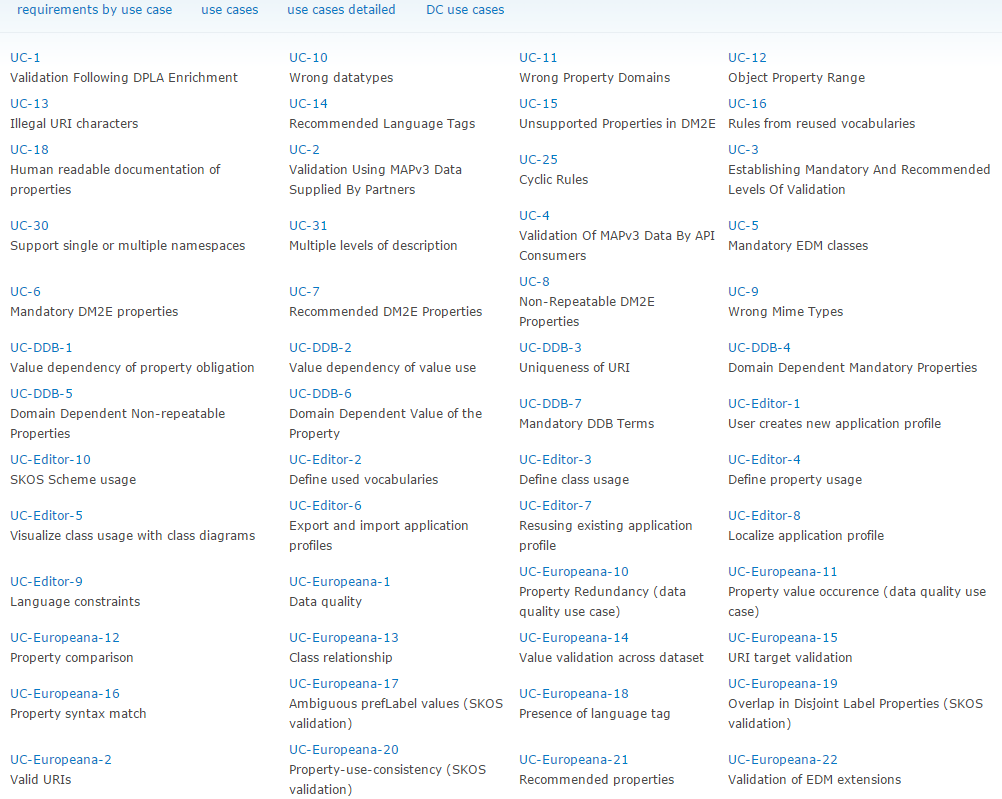 requirements by use case use cases use cases detailed DC use cases
UC-1
Validation Following DPLA Enrichment
UC-10
Wrong datatypes
UC-11
Wrong Property Domains
UC-12
Object Property Range
UC-13
Illegal URI characters
UC-14
Recommended Language Tags
UC-15
Unsupported Properties in DM2E
UC-16
Rules from reused vocabularies
UC-18
Human readable documentation of
properties
UC-2
Validation Using MAPv3 Data
Supplied By Partners
UC-25
Cyclic Rules
UC-3
Establishing Mandatory And Recommended
Levels Of Validation
UC-30
Support single or multiple namespaces
UC-31
Multiple levels of description
UC-4
Validation Of MAPv3 Data By API
Consumers
UC-5
Mandatory EDM classes
UC-6
Mandatory DM2E properties
UC-7
Recommended DM2E Properties
UC-8
Non-Repeatable DM2E
Properties
UC-9
Wrong Mime Types
UC-DDB-1
Value dependency of property obligation
UC-DDB-2
Value dependency of value use
UC-DDB-3
Uniqueness of URI
UC-DDB-4
Domain Dependent Mandatory Properties
UC-DDB-5
Domain Dependent Non-repeatable
Properties
UC-DDB-6
Domain Dependent Value of the
Property
UC-DDB-7
Mandatory DDB Terms
UC-Editor-1
User creates new application profile
UC-Editor-10
SKOS Scheme usage
UC-Editor-2
Define used vocabularies
UC-Editor-3
Define class usage
UC-Editor-4
Define property usage
UC-Editor-5
Visualize class usage with class diagrams
UC-Editor-6
Export and import application
profiles
UC-Editor-7
Resusing existing application
profile
UC-Editor-8
Localize application profile
UC-Editor-9
Language constraints
UC-Europeana-1
Data quality
UC-Europeana-10
Property Redundancy (data
quality use case)
UC-Europeana-11
Property value occurence (data quality use
case)
UC-Europeana-12
Property comparison
UC-Europeana-13
Class relationship
UC-Europeana-14
Value validation across dataset
UC-Europeana-15
URI target validation
UC-Europeana-16
Property syntax match
UC-Europeana-17
Ambiguous prefLabel values (SKOS
validation)
UC-Europeana-18
Presence of language tag
UC-Europeana-19
Overlap in Disjoint Label Properties (SKOS
validation)
UC-Europeana-2
Valid URIs
UC-Europeana-20
Property-use-consistency (SKOS
validation)
UC-Europeana-21
Recommended properties
UC-Europeana-22
Validation of EDM extensions